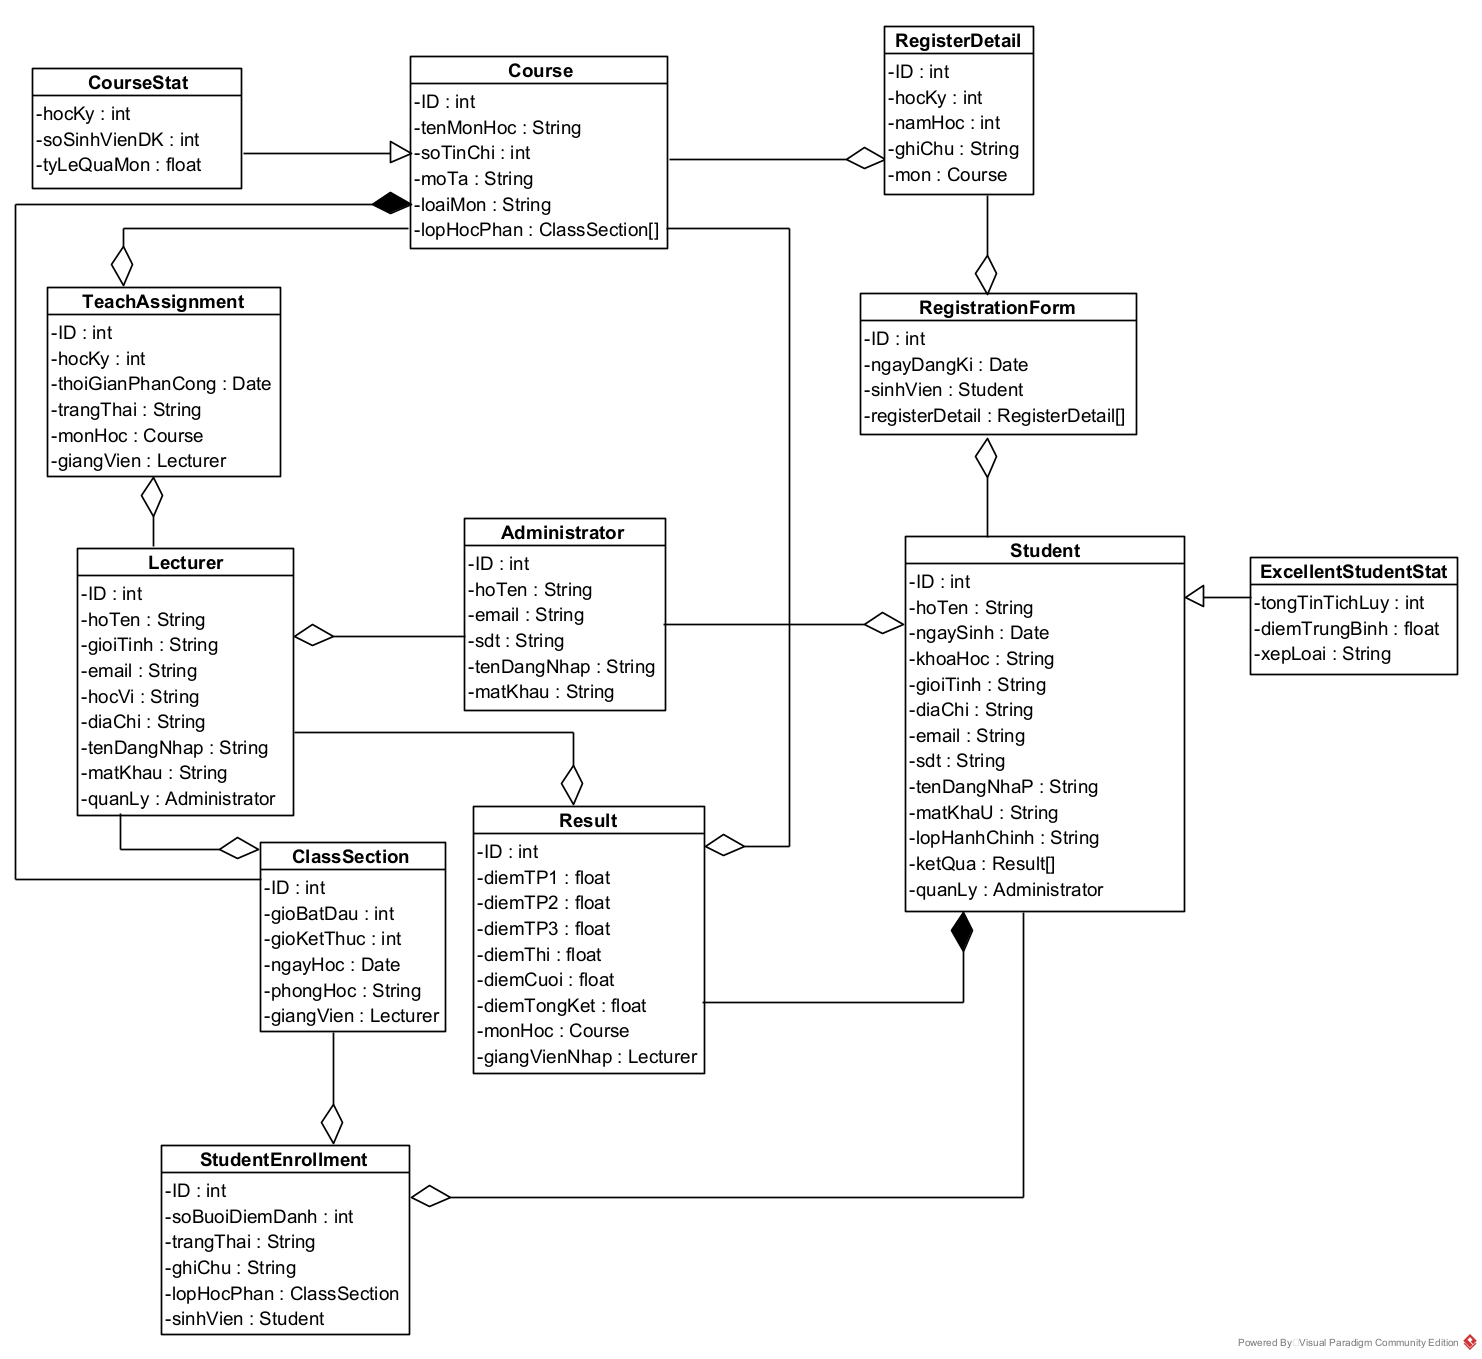 CourseStat
-hocKy : int
-soSinhVienDK : int
-tyLeQuaMon : float
Course
-ID : int
-tenMonHoc : String
-soTinChi : int
-moTa : String
-loaiMon : String
-lopHocPhan : ClassSection[]
RegisterDetail
-ID : int
-hocKy : int
-namHoc : int
-ghiChu : String
-mon : Course
TeachAssignment
-ID : int
-hocKy : int
-thoiGianPhanCong : Date
-trangThai : String
-monHoc : Course
-giangVien : Lecturer
RegistrationForm
-ID : int
-ngayDangKi : Date
-sinhVien : Student
-registerDetail : RegisterDetail[]
Lecturer
-ID : int
-hoTen : String
-gioiTinh : String
-email : String
-hocVi : String
-diaChi : String
-tenDangNhap : String
-matKhau : String
-quanLy : Administrator
Administrator
-ID : int
-hoTen : String
-email : String
-sdt : String
-tenDangNhap : String
-matKhau : String
Student
-ID : int
-hoTen : String
-ngaySinh : Date
-khoaHoc : String
-gioiTinh : String
-diaChi : String
-email : String
-sdt : String
-tenDangNhaP : String
-matKhaU : String
-lopHanhChinh : String
-ketQua : Result[]
-quanLy : Administrator
ExcellentStudentStat
-tongTinTichLuy : int
-diemTrungBinh : float
-xepLoai : String
ClassSection
-ID : int
-gioBatDau : int
-gioKetThuc : int
-ngayHoc : Date
-phongHoc : String
-giangVien : Lecturer
Result
-ID : int
-diemTP1 : float
-diemTP2 : float
-diemTP3 : float
-diemThi : float
-diemCuoi : float
-diemTongKet : float
-monHoc : Course
-giangVienNhap : Lecturer
StudentEnrollment
-ID : int
-soBuoiDiemDanh : int
-trangThai : String
-ghiChu : String
-lopHocPhan : ClassSection
-sinhVien : Student
Powered By Visual Paradigm Community Edition